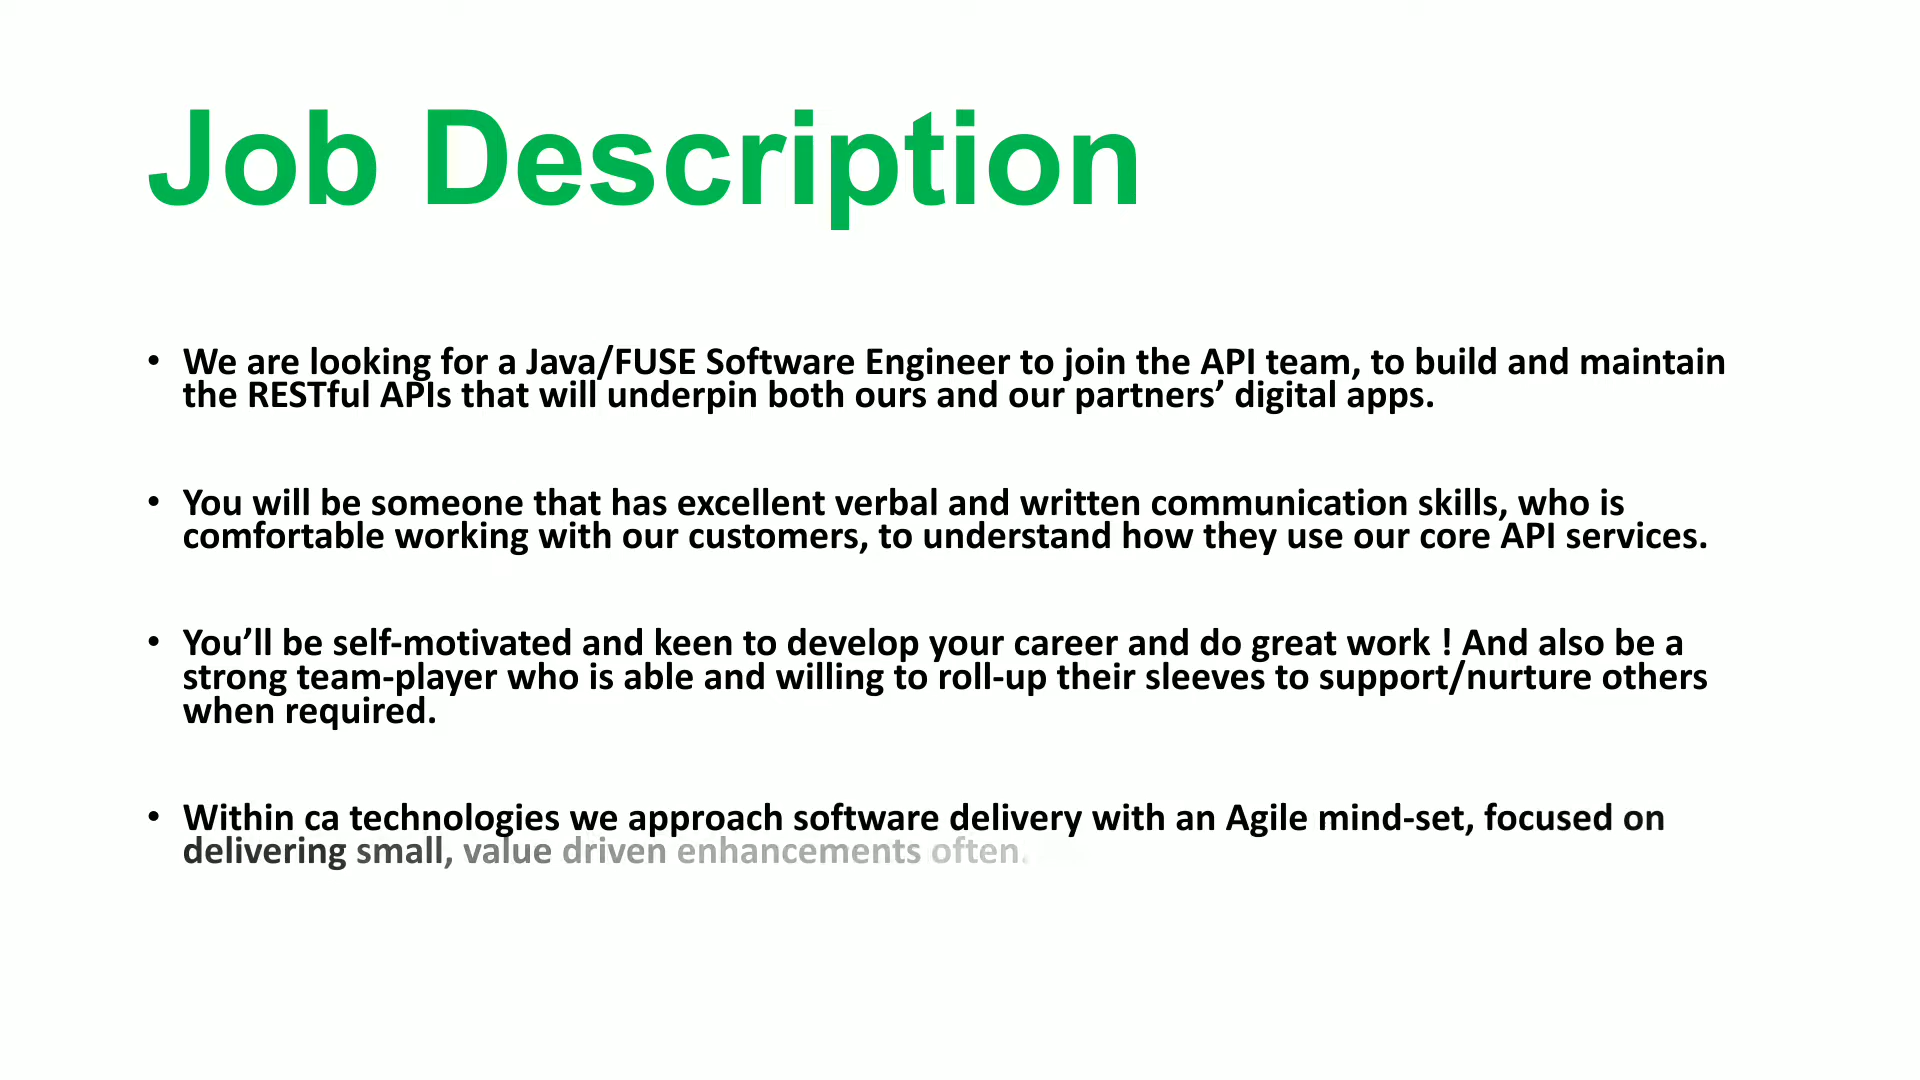 Job Description
• We are looking for a Java/FUSE Software Engineer to join the API team, to build and maintain
the RESTful APIs that will underpin both ours and our partners’ digital apps.
• You will be someone that has excellent verbal and written communication skills, who is
comfortable working with our customers, to understand how they use our core API services.
• You’ll be self-motivated and keen to develop your career and do great work ! And also be a
strong team-player who is able and willing to roll-up their sleeves to support/nurture others
when required.
• Within ca technologies we approach software delivery with an Agile mind-set, focused on
delivering small, value driven enhancements often.